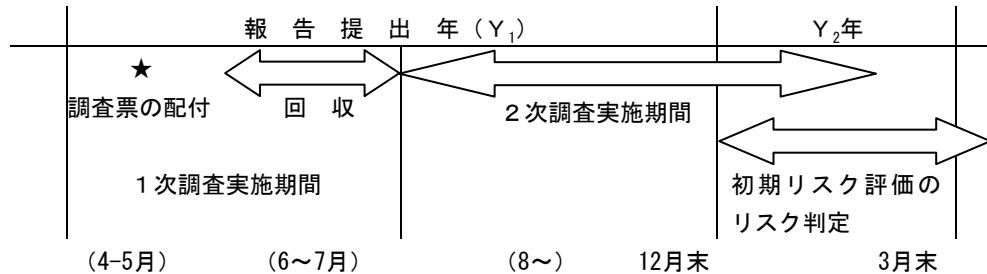 報告提出年(Y₁) Y₂年
★
調査票の配付 回収 2次調査実施期間
1次調査実施期間 初期リスク評価の
リスク判定
(4-5月) (6〜7月) (8〜) 12月末 3月末